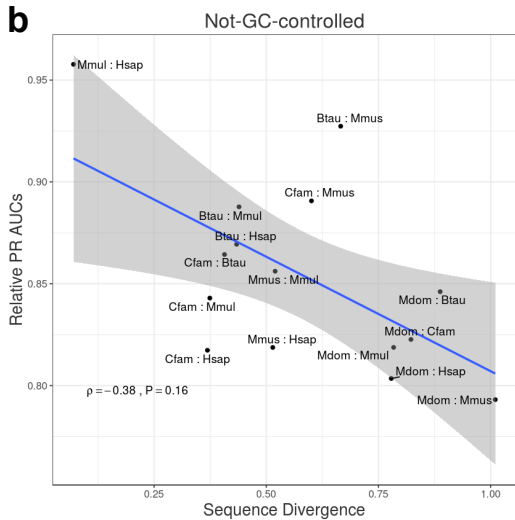 b
Not-GC-controlled
Relative PR AUCs
0.95
0.90
0.85
0.80
Mmul : Hsap
Btau : Mmus
Cfam : Mmus
Btau : Mmul
Btau : Hsap
Cfam : Btau
Mmus : Mmul
Mdom : Btau
Cfam : Mmul
Mdom : Cfam
Mmus : Hsap
Mdom : Mmul
Cfam : Hsap
Mdom : Hsap
Mdom : Mmus
ρ = −0.38 , P = 0.16
0.25
0.50
0.75
1.00
Sequence Divergence